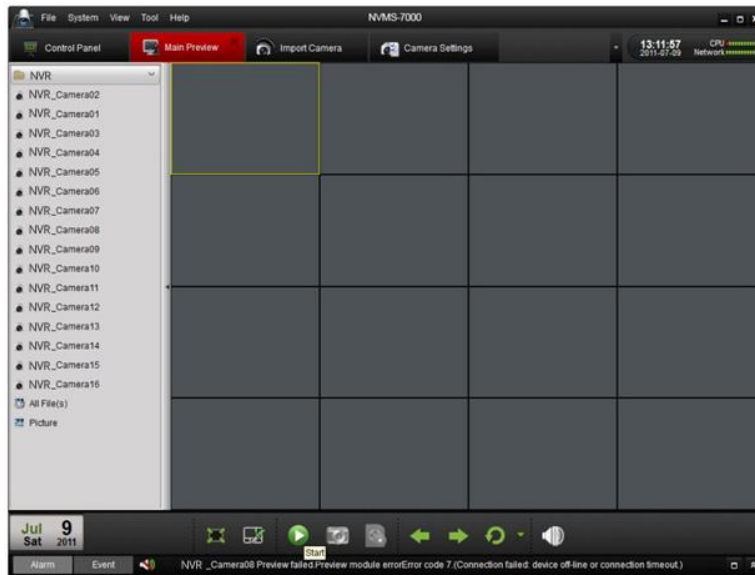 File System View Tool Help NVMS-7000
Control Panel Main Preview Import Camera Camera Settings 13:11:57 CPU
2011-07-09 Network
NVR
NVR_Camera02
NVR_Camera01
NVR_Camera03
NVR_Camera04
NVR_Camera05
NVR_Camera06
NVR_Camera07
NVR_Camera08
NVR_Camera09
NVR_Camera10
NVR_Camera11
NVR_Camera12
NVR_Camera13
NVR_Camera14
NVR_Camera15
NVR_Camera16
All File(s)
Picture
Jul 9
Sat 2011
Start
Alarm Event NVR _Camera08 Preview failed.Preview module errorError code 7.(Connection failed: device off-line or connection timeout.)